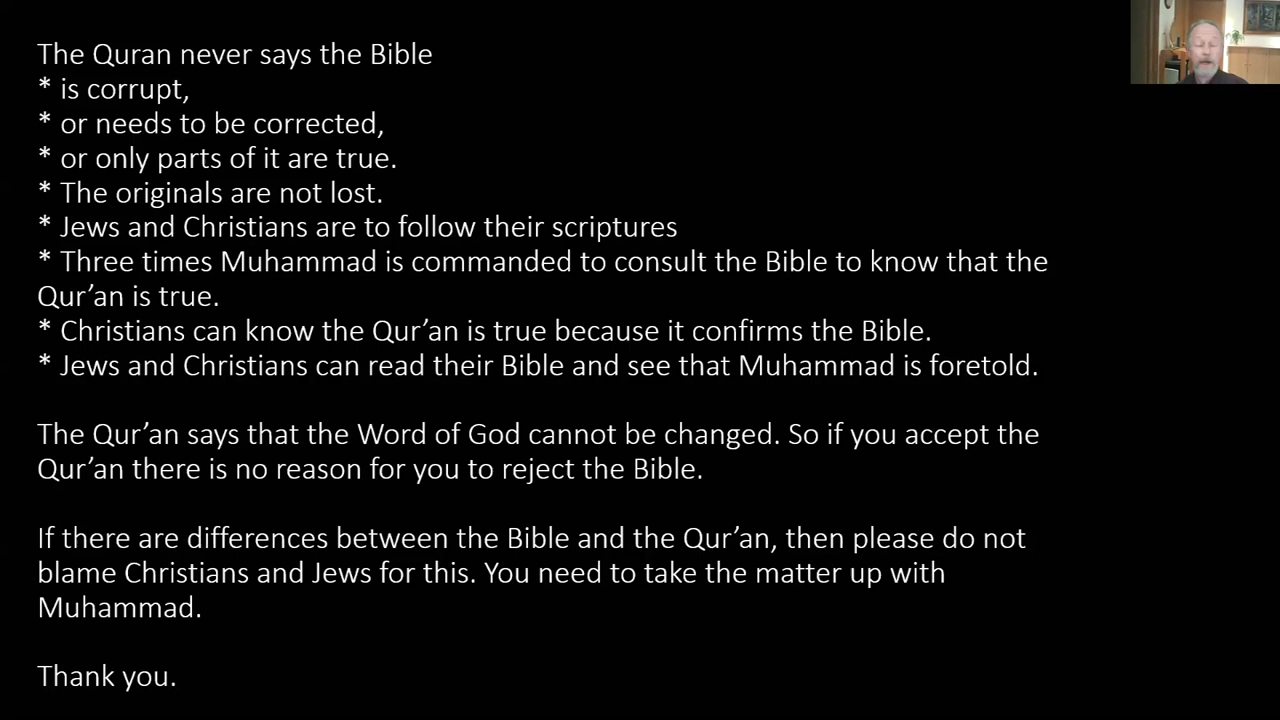 The Quran never says the Bible
* is corrupt,
* or needs to be corrected,
* or only parts of it are true.
* The originals are not lost.
* Jews and Christians are to follow their scriptures
* Three times Muhammad is commanded to consult the Bible to know that the
Qur’an is true.
* Christians can know the Qur’an is true because it confirms the Bible.
* Jews and Christians can read their Bible and see that Muhammad is foretold.
The Qur’an says that the Word of God cannot be changed. So if you accept the
Qur’an there is no reason for you to reject the Bible.
If there are differences between the Bible and the Qur’an, then please do not
blame Christians and Jews for this. You need to take the matter up with
Muhammad.
Thank you.